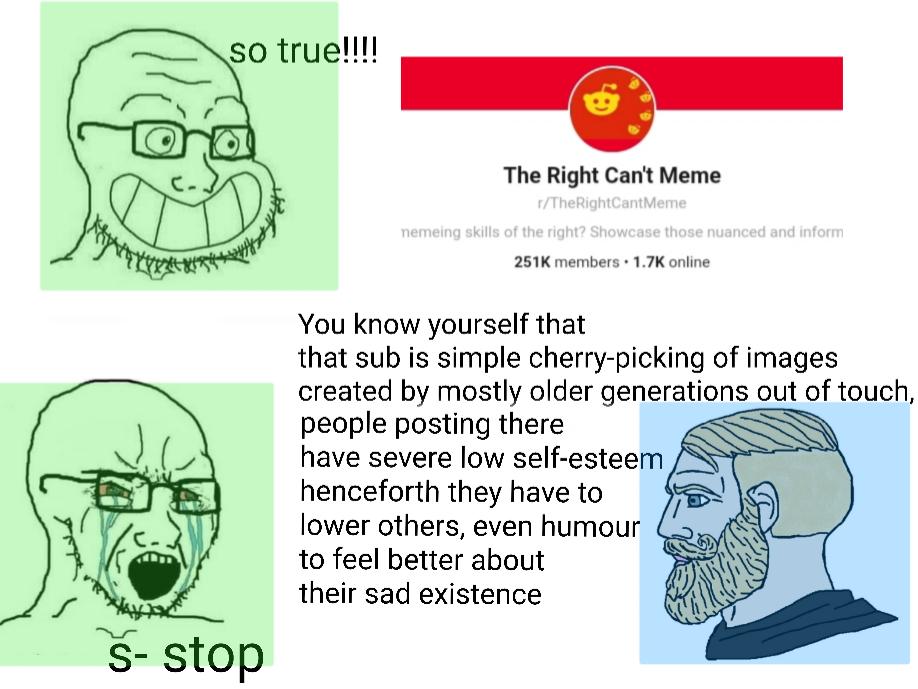 so true!!!!
The Right Can't Meme
r/TheRightCantMeme
nemeing skills of the right? Showcase those nuanced and inform
251K members • 1.7K online
You know yourself that
that sub is simple cherry-picking of images
created by mostly older generations out of touch,
people posting there
have severe low self-esteem
henceforth they have to
lower others, even humour
to feel better about
their sad existence
s- stop